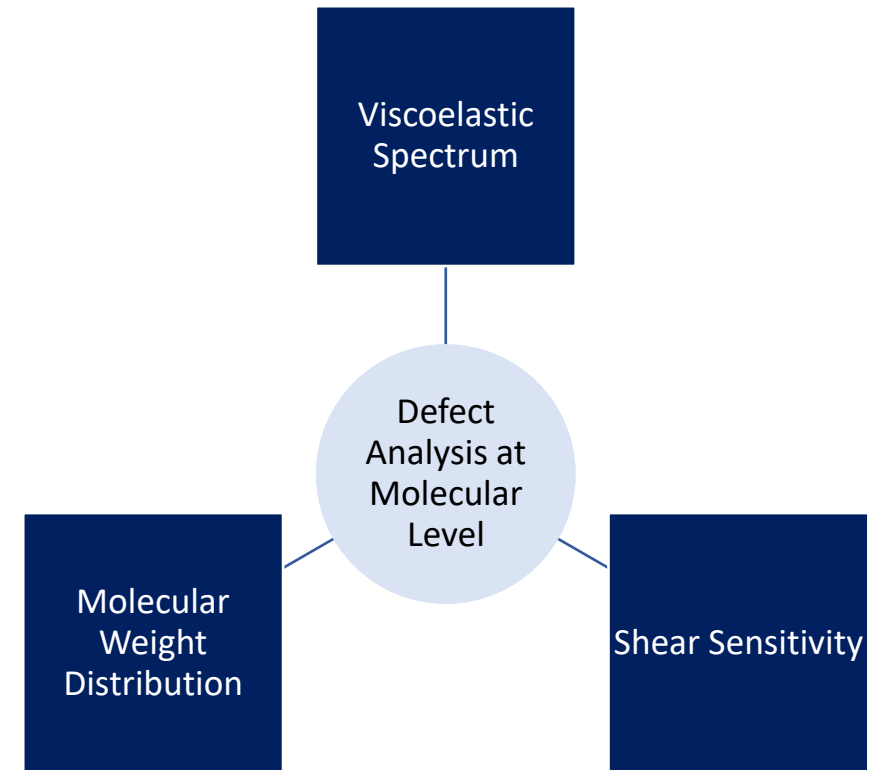 Viscoelastic
Spectrum
Defect
Analysis at
Molecular
Level
Molecular
Weight
Distribution
Shear Sensitivity